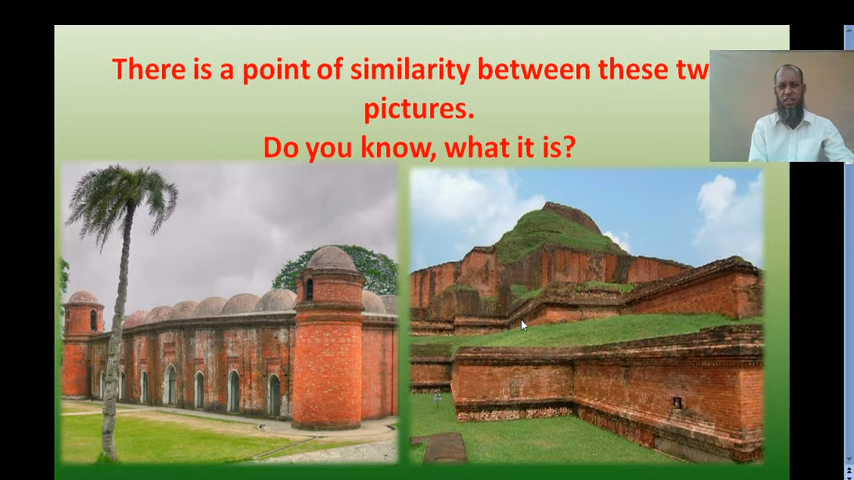 There is a point of similarity between these tw
pictures.
Do you know, what it is?